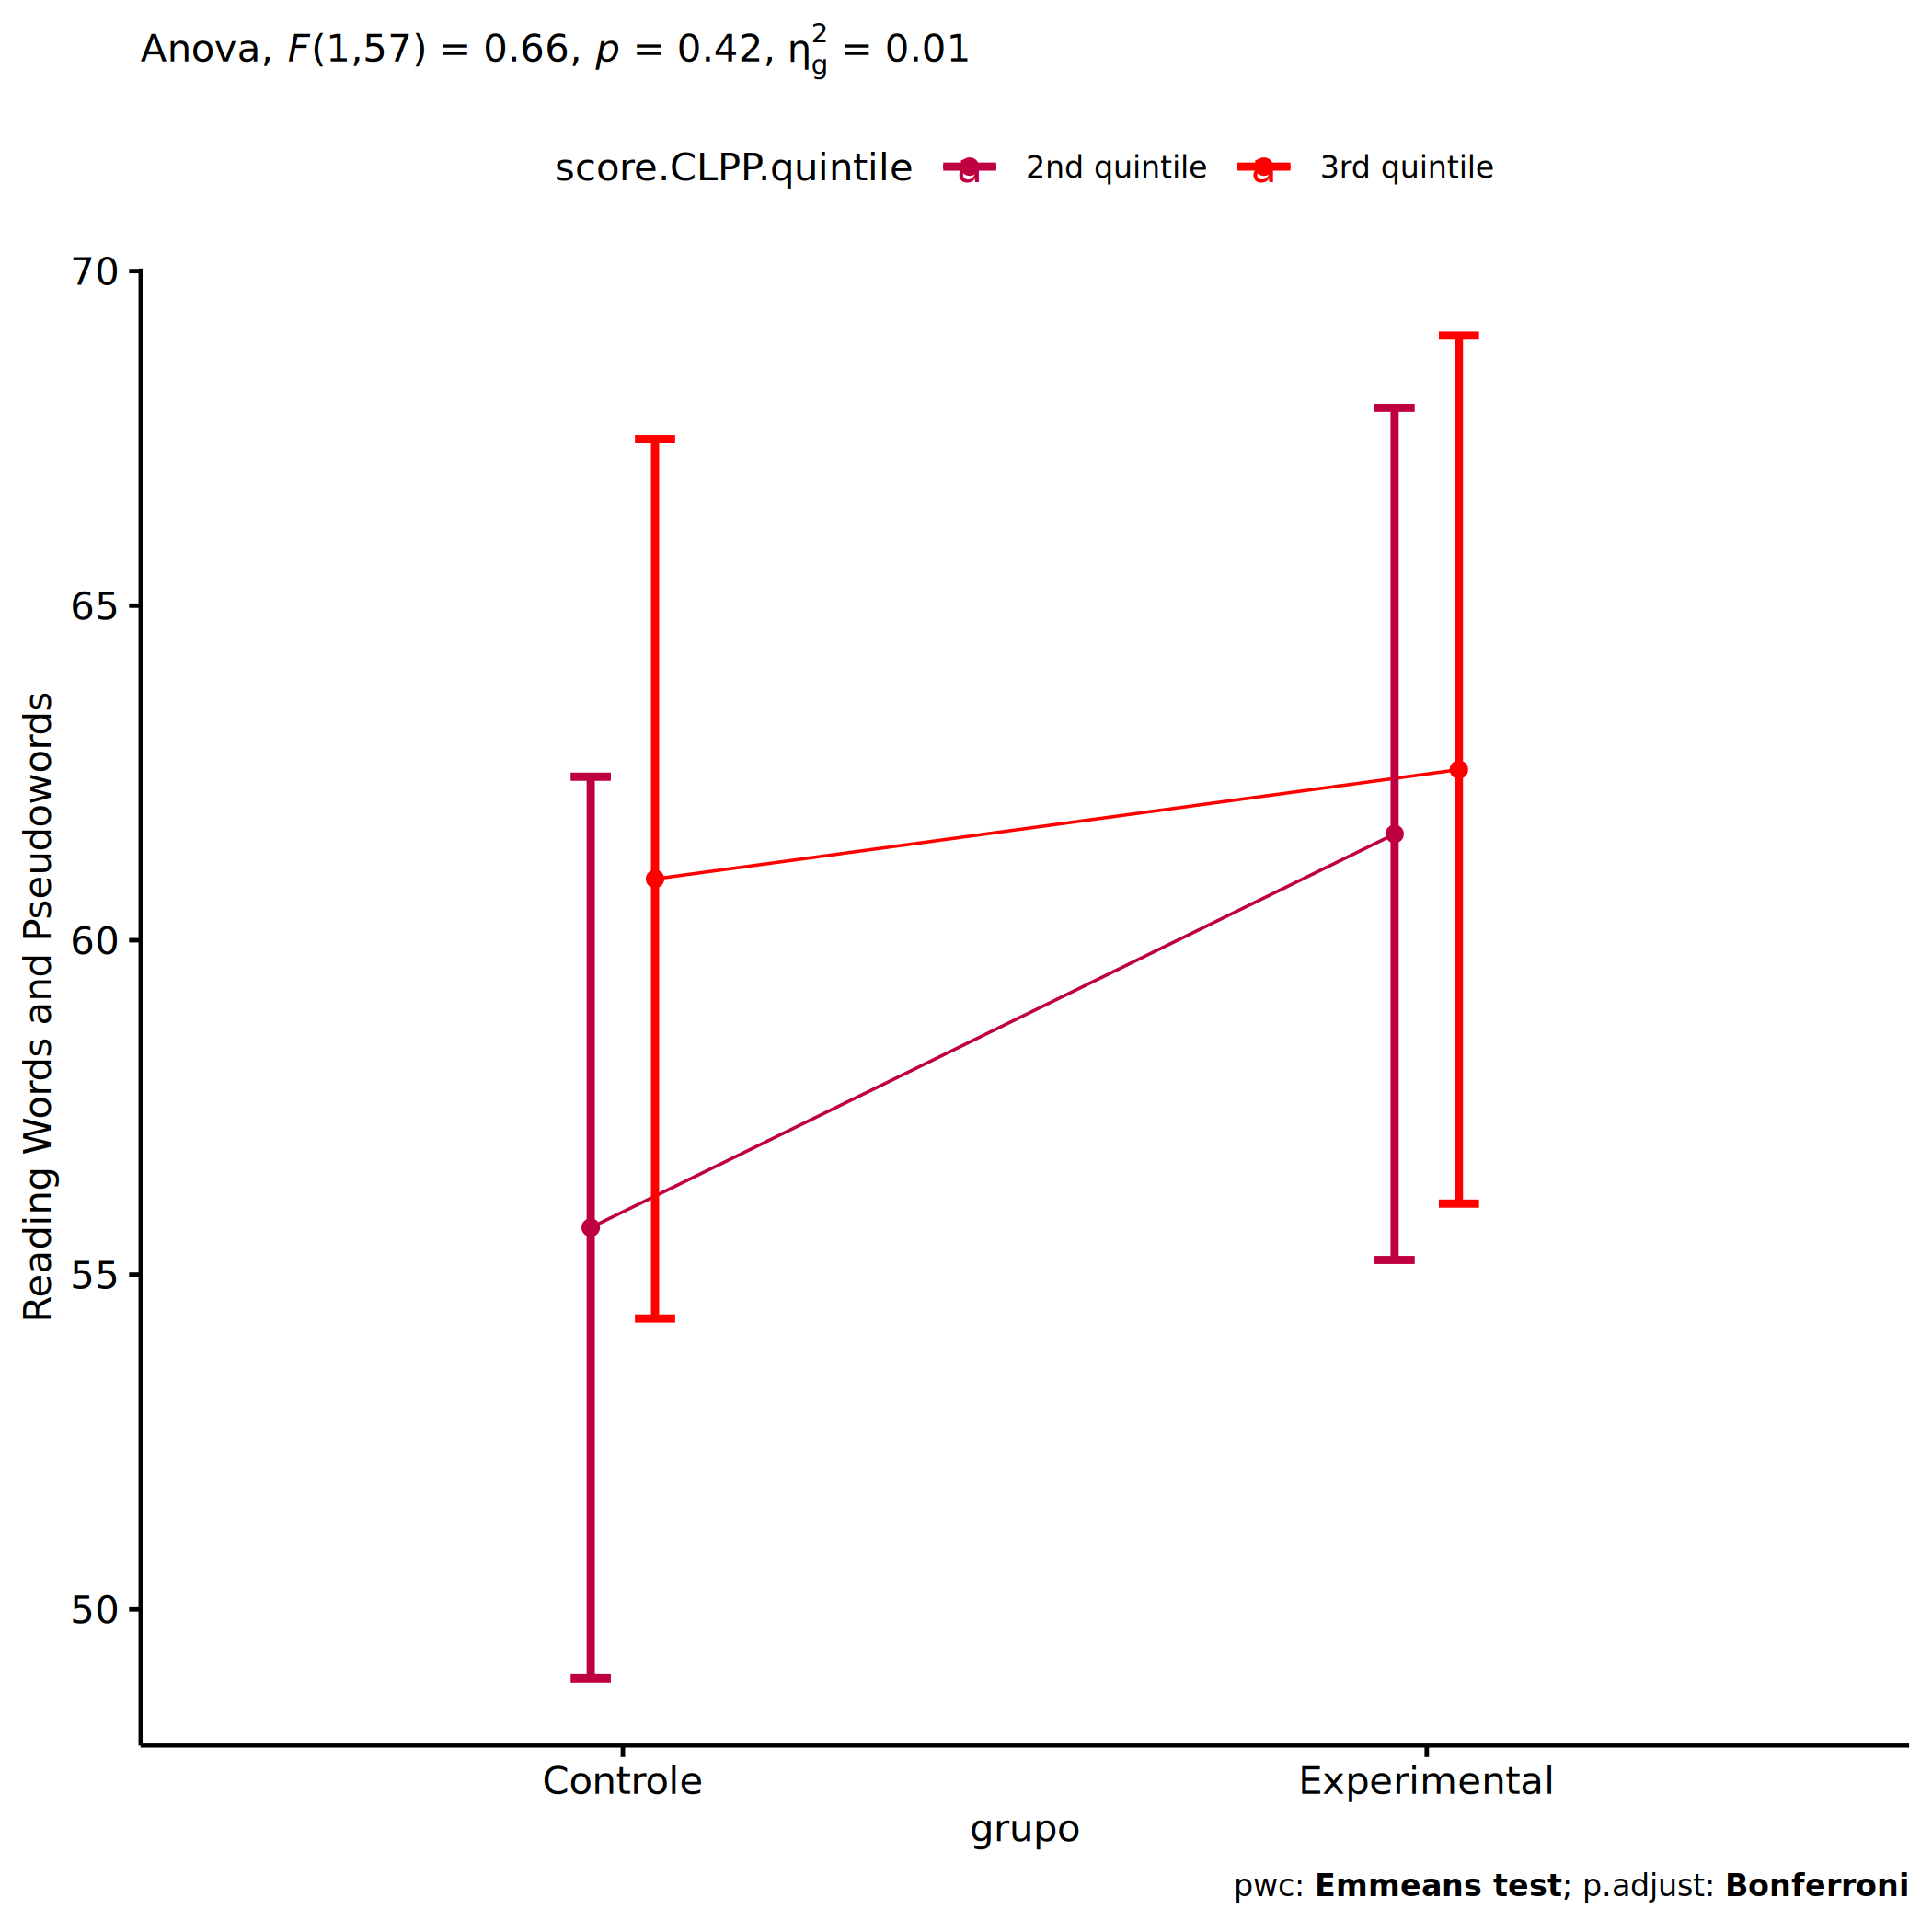 Anova, F(1,57) = 0.66, p = 0.42, η²g = 0.01
score.CLPP.quintile a 2nd quintile a 3rd quintile
70
65
60
55
50
Reading Words and Pseudowords
Controle Experimental
grupo
pwc: Emmeans test; p.adjust: Bonferroni